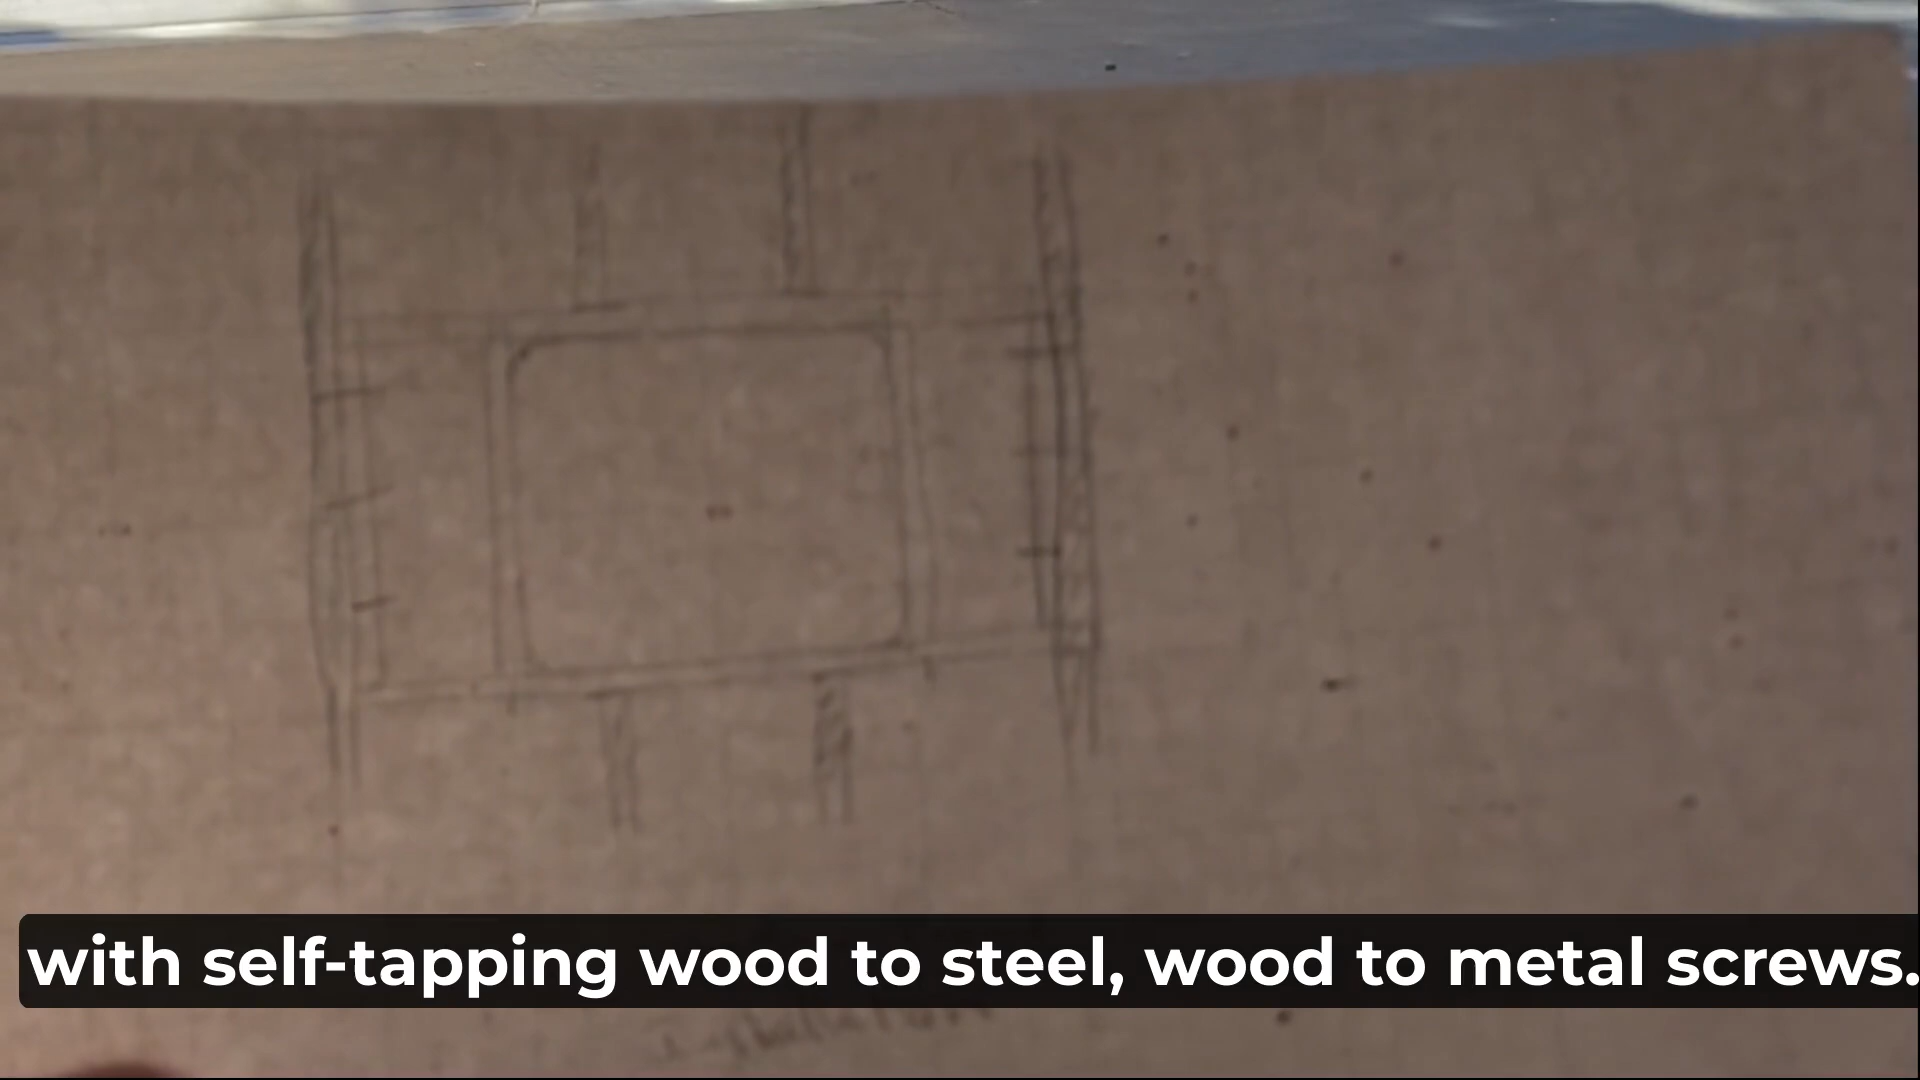 with self-tapping wood to steel, wood to metal screws.